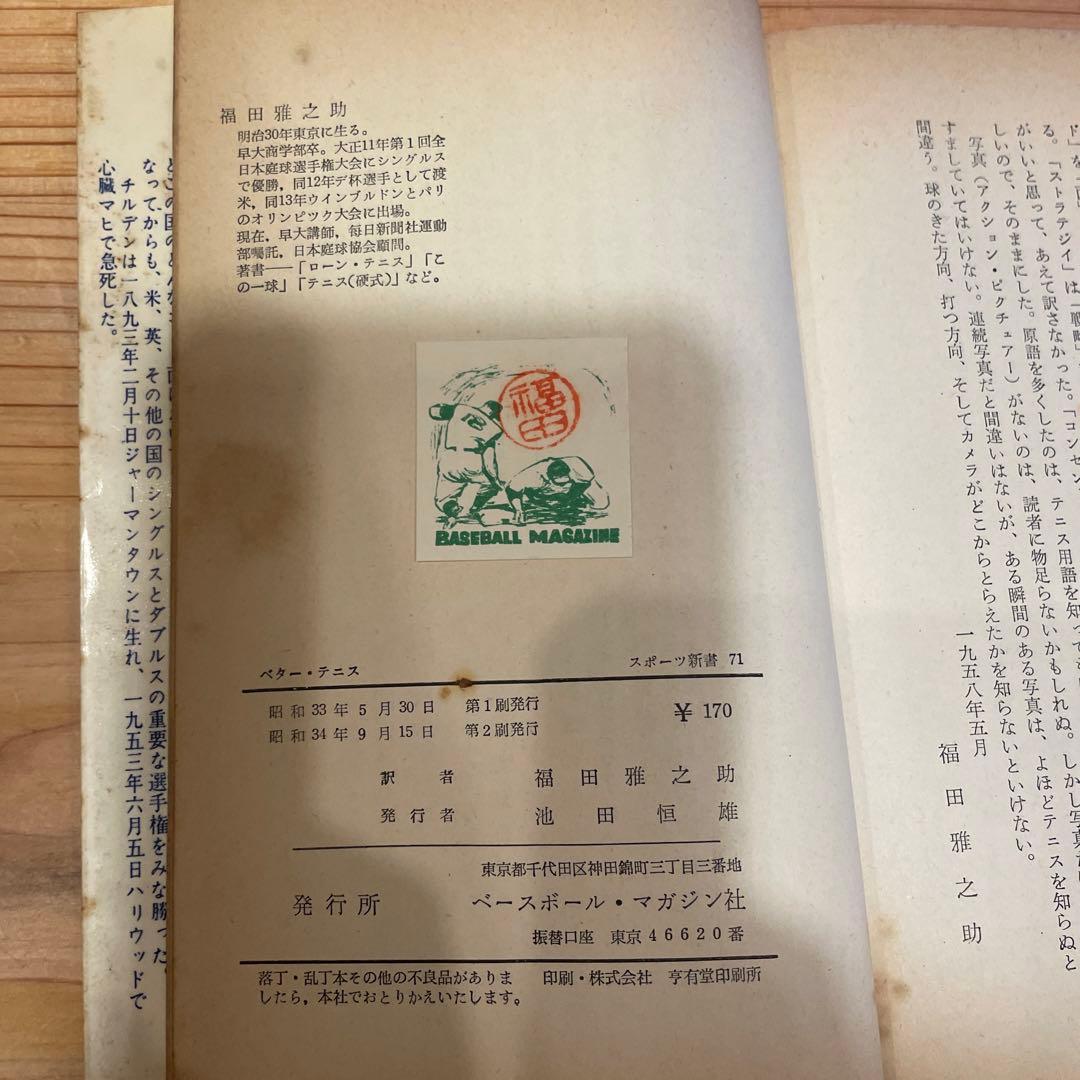 福田雅之助
明治30年東京に生る。
早大商学部卒。大正11年第1回全
日本庭球選手権大会にシングルス
で優勝，同12年デ杯選手として渡
米，同13年ウインブルドンとパリ
のオリンピツク大会に出場。
現在，早大講師，毎日新聞社運動
部嘱託，日本庭球協会顧問。
著書——「ローン・テニス」「こ
の一球」「テニス(硬式)」など。
福田
BASEBALL MAGAZINE
ベター・テニス
スポーツ新書 71
昭和33年5月30日 第1刷発行
昭和34年9月15日 第2刷発行
¥170
訳者 福田雅之助
発行者 池田恒雄
東京都千代田区神田錦町三丁目三番地
発行所 ベースボール・マガジン社
振替口座 東京46620番
落丁・乱丁本その他の不良品がありま
したら，本社でおとりかえいたします。
印刷・株式会社 亨有堂印刷所
る。「ストラテジイ」は「戦略」
がいいと思って、あえて訳さなかった。「コンセン
しいので、そのままにした。原語を多くしたのは、テニス用語を知って
写真（アクション・ピクチュアー）がないのは、読者に物足らないかもしれぬ。しかし写真
すましていてはいけない。連続写真だと間違いはないが、ある瞬間のある写真は、よほどテニスを知らぬと
間違う。球のきた方向、打つ方向、そしてカメラがどこからとらえたかを知らないといけない。
一九五八年五月
福田雅之助
なってからも、米、英、その他の国のシングルスとダブルスの重要な選手権をみな勝った。
チルデンは一八九三年二月十日ジャーマンタウンに生れ、一九五三年六月五日ハリウッドで
心臓マヒで急死した。